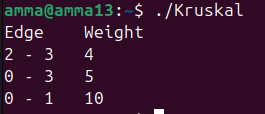 amma@amma13:~$ ./Kruskal
Edge    Weight
2 - 3   4
0 - 3   5
0 - 1   10